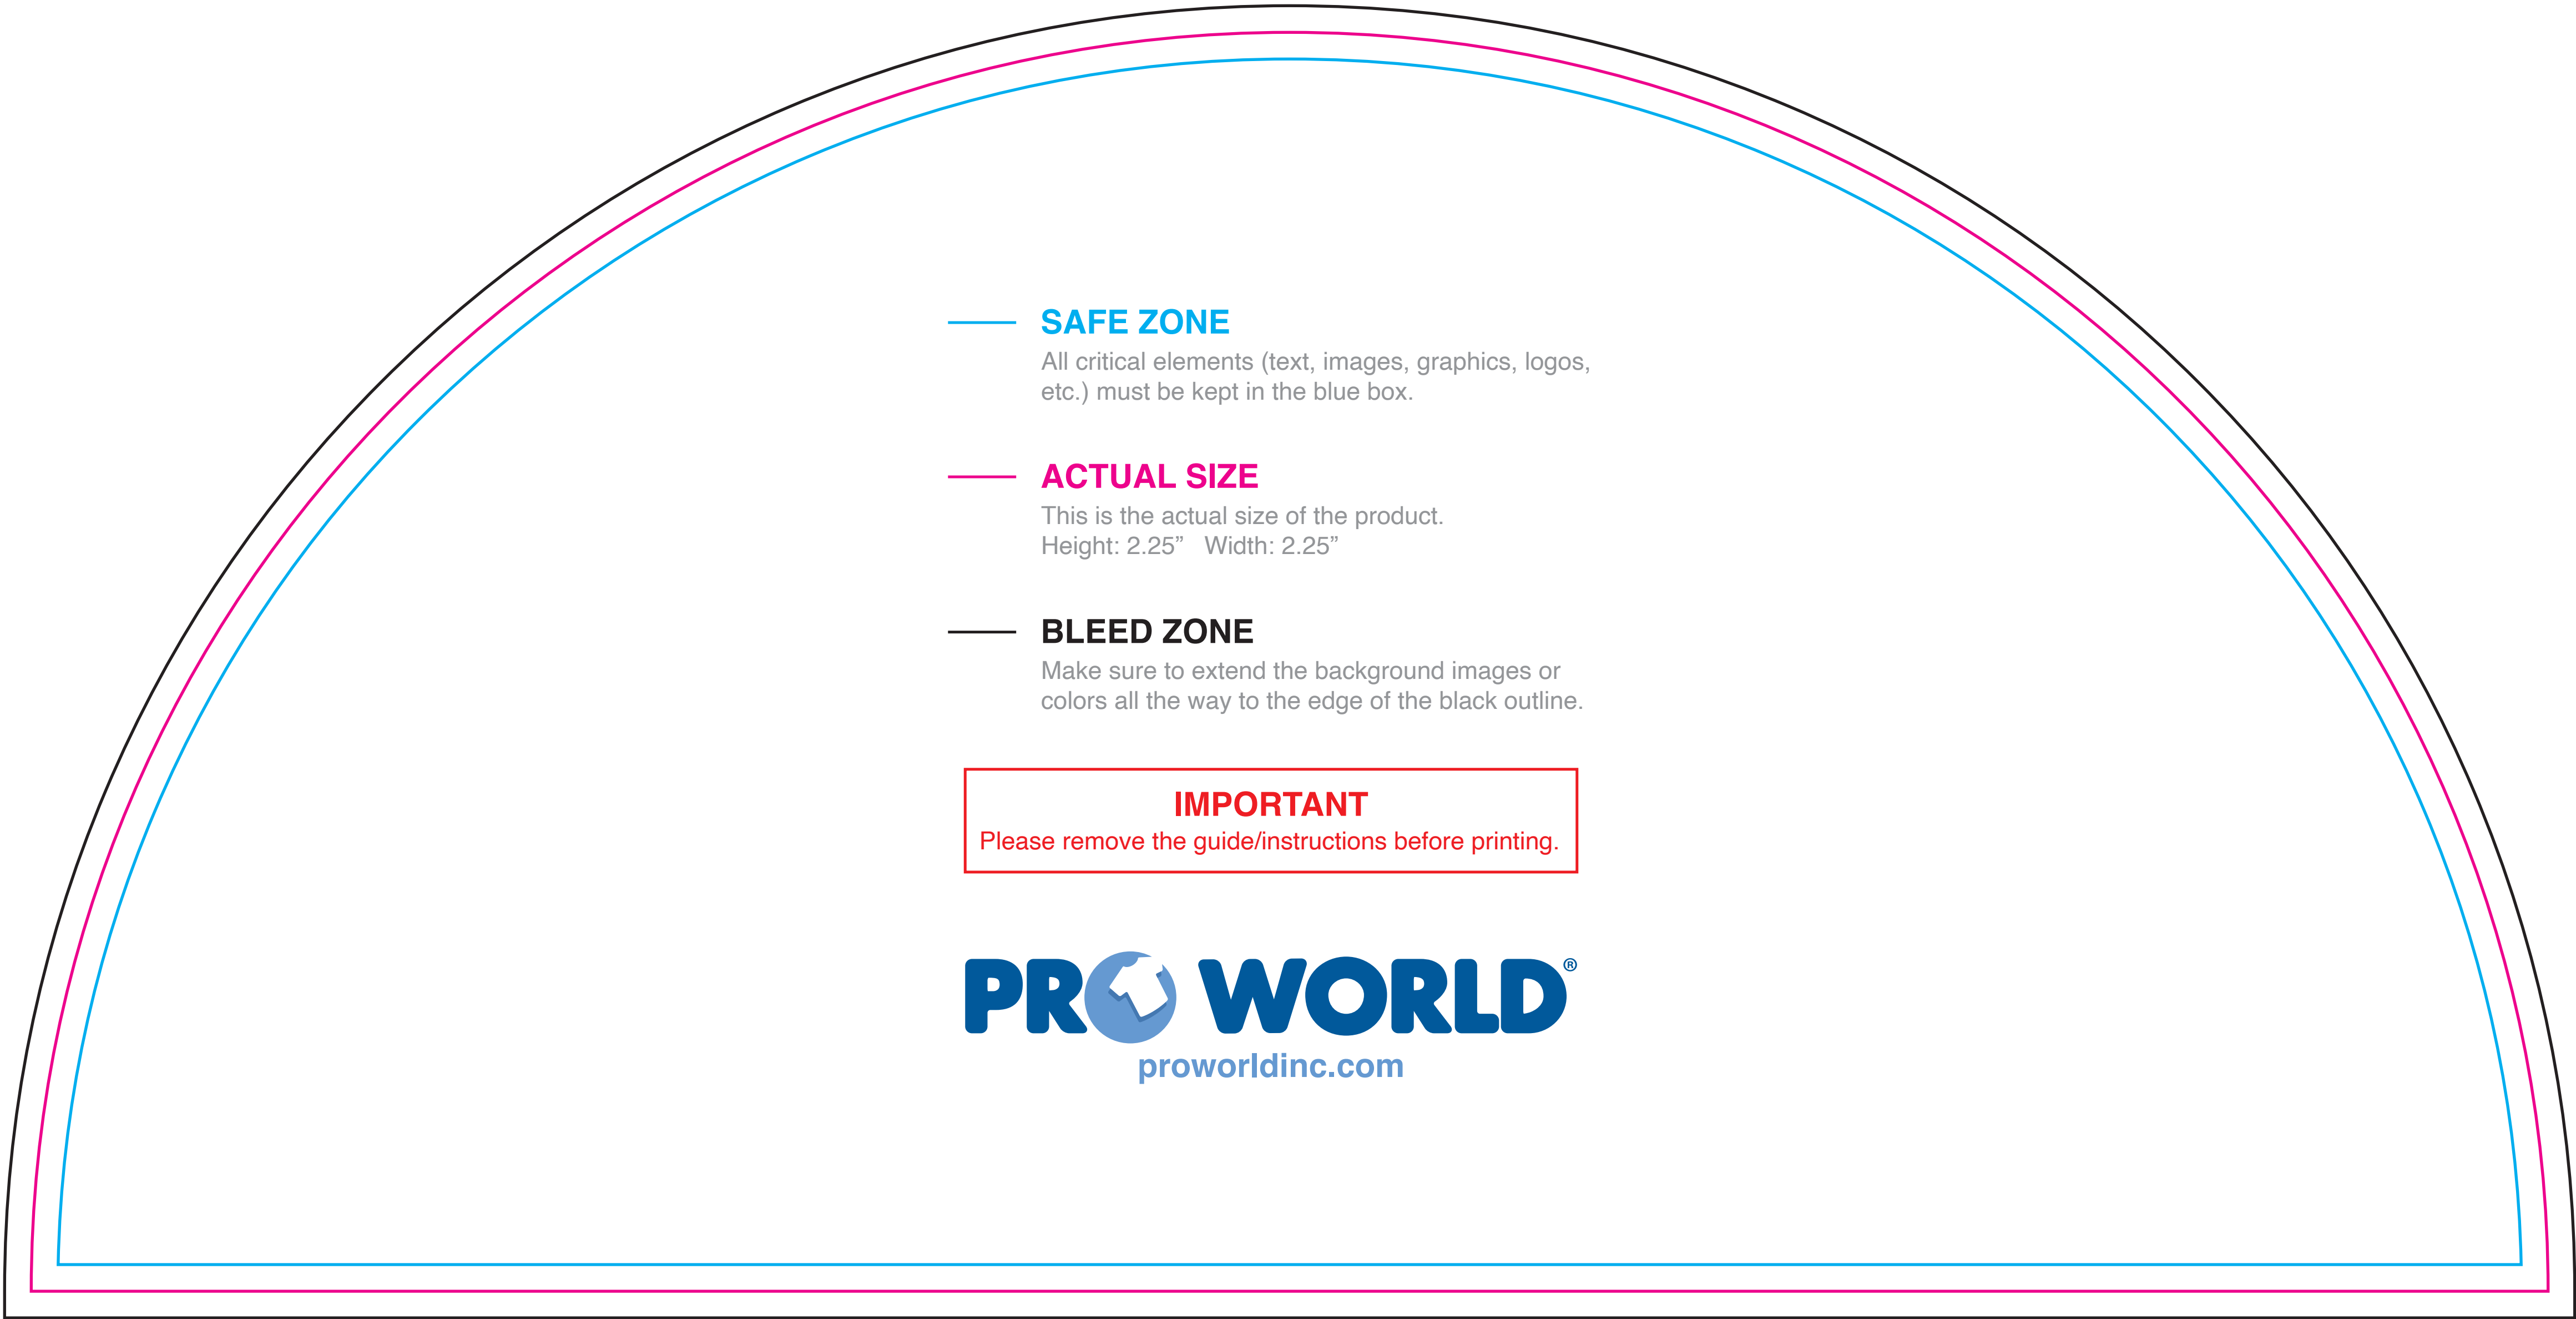 SAFE ZONE
All critical elements (text, images, graphics, logos,
etc.) must be kept in the blue box.
ACTUAL SIZE
This is the actual size of the product.
Height: 2.25” Width: 2.25”
BLEED ZONE
Make sure to extend the background images or
colors all the way to the edge of the black outline.
IMPORTANT
Please remove the guide/instructions before printing.
PRO WORLD®
proworldinc.com